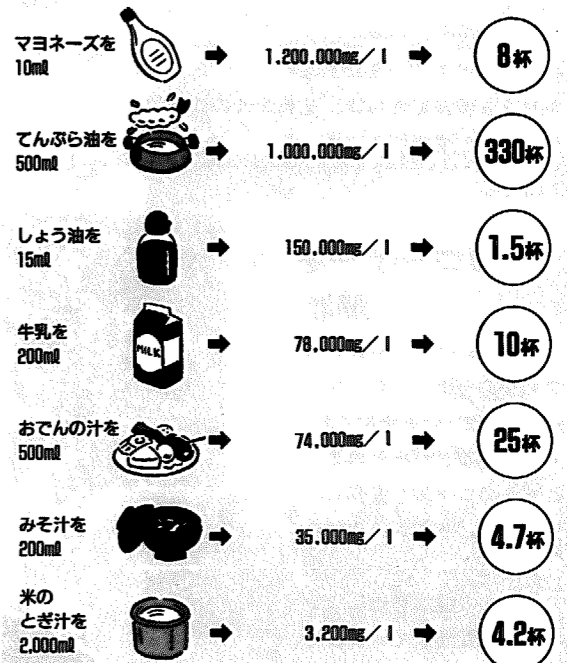 マヨネーズを
10ml
➡ 1.200.000mg/l ➡ 8杯
てんぷら油を
500ml
➡ 1.000.000mg/l ➡ 330杯
しょう油を
15ml
➡ 150.000mg/l ➡ 1.5杯
牛乳を
200ml
MILK
➡ 78.000mg/l ➡ 10杯
おでんの汁を
500ml
➡ 74.000mg/l ➡ 25杯
みそ汁を
200ml
➡ 35.000mg/l ➡ 4.7杯
米の
とぎ汁を
2,000ml
➡ 3.200mg/l ➡ 4.2杯